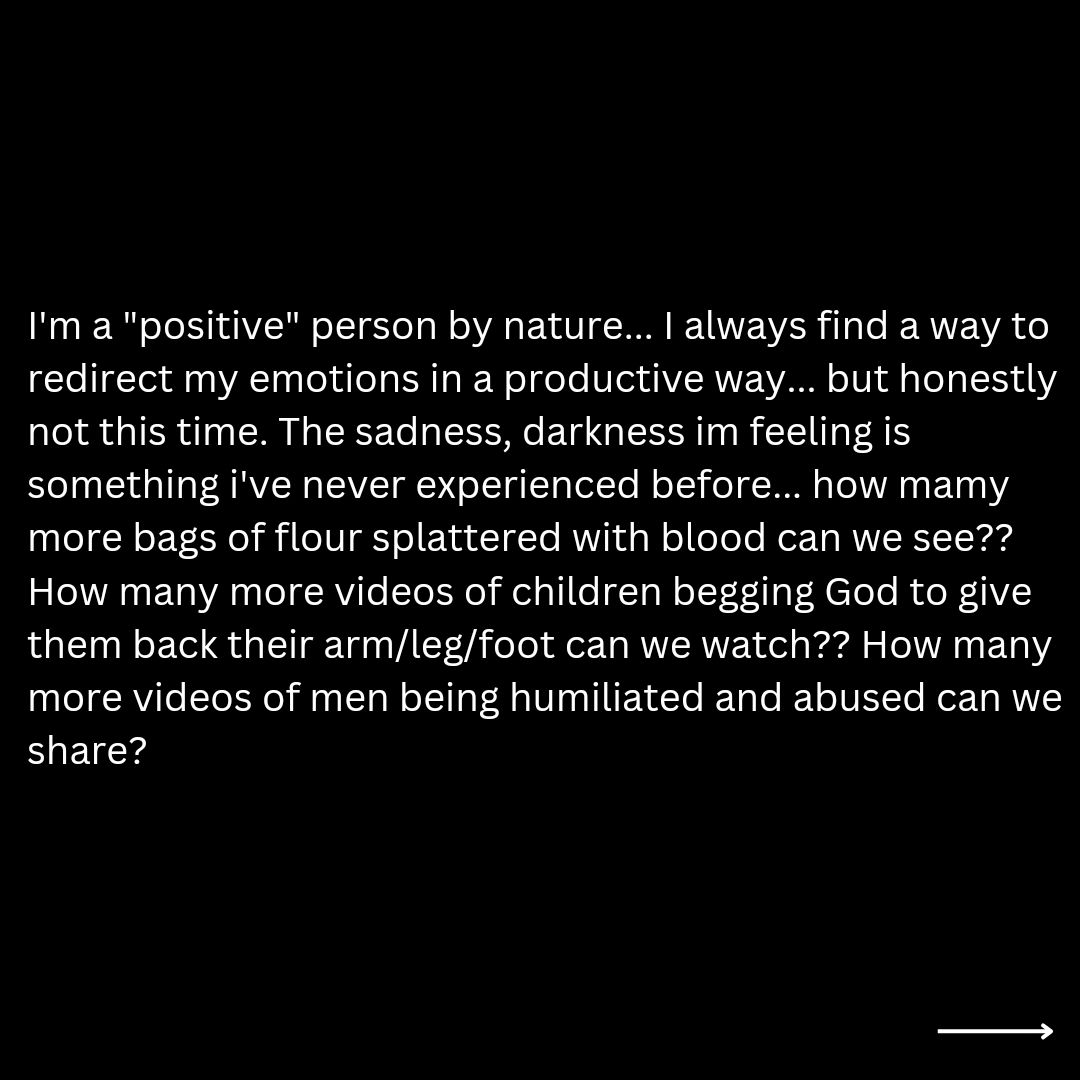 I'm a "positive" person by nature... I always find a way to
redirect my emotions in a productive way... but honestly
not this time. The sadness, darkness im feeling is
something i've never experienced before... how mamy
more bags of flour splattered with blood can we see??
How many more videos of children begging God to give
them back their arm/leg/foot can we watch?? How many
more videos of men being humiliated and abused can we
share?